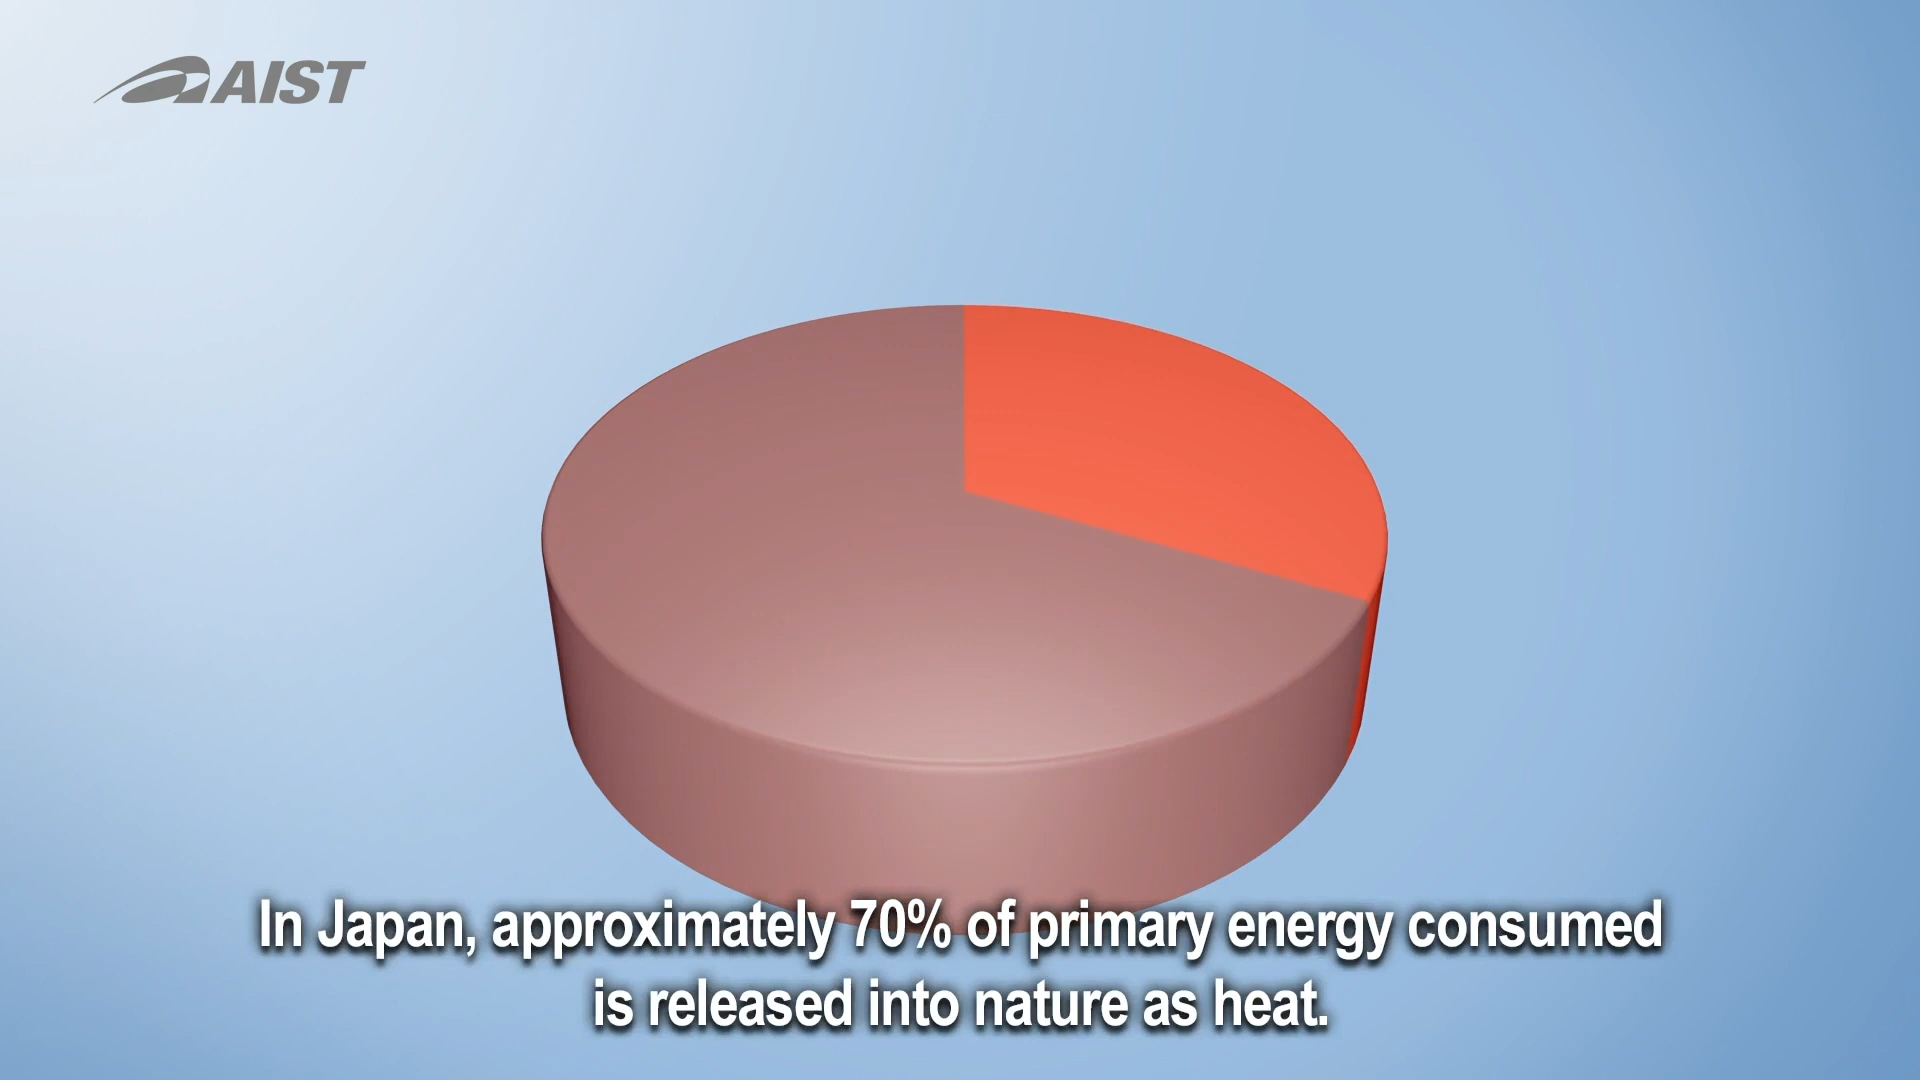 AIST
In Japan, approximately 70% of primary energy consumed
is released into nature as heat.